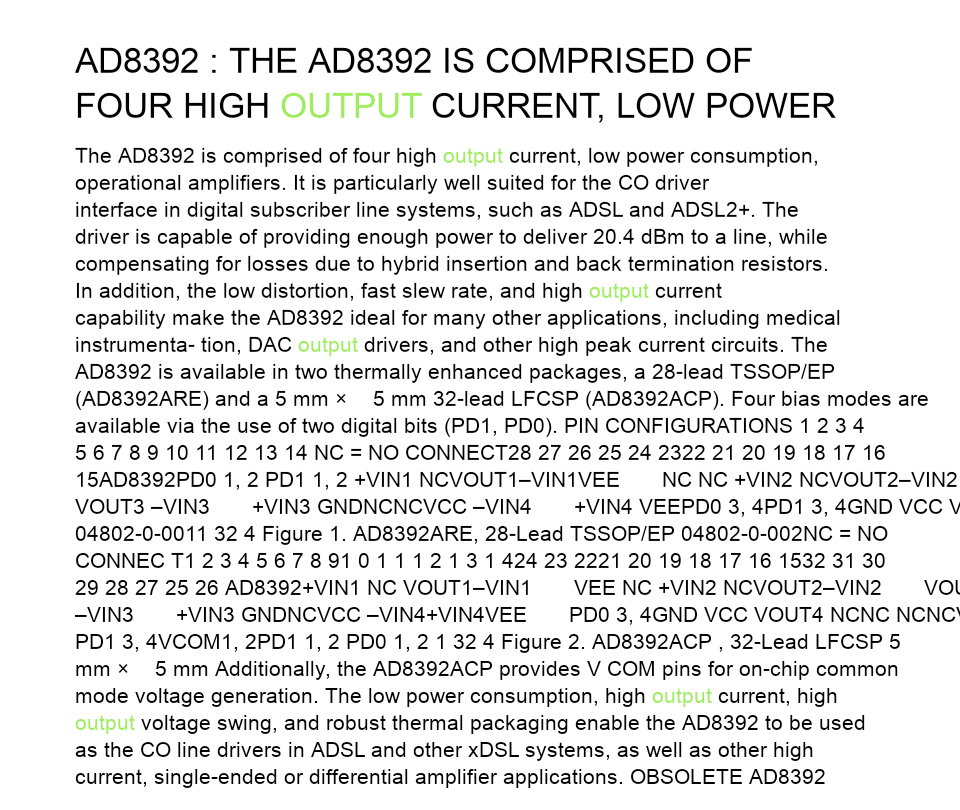 AD8392 : THE AD8392 IS COMPRISED OF
FOUR HIGH OUTPUT CURRENT, LOW POWER
The AD8392 is comprised of four high output current, low power consumption,
operational amplifiers. It is particularly well suited for the CO driver
interface in digital subscriber line systems, such as ADSL and ADSL2+. The
driver is capable of providing enough power to deliver 20.4 dBm to a line, while
compensating for losses due to hybrid insertion and back termination resistors.
In addition, the low distortion, fast slew rate, and high output current
capability make the AD8392 ideal for many other applications, including medical
instrumenta- tion, DAC output drivers, and other high peak current circuits. The
AD8392 is available in two thermally enhanced packages, a 28-lead TSSOP/EP
(AD8392ARE) and a 5 mm × 5 mm 32-lead LFCSP (AD8392ACP). Four bias modes are
available via the use of two digital bits (PD1, PD0). PIN CONFIGURATIONS 1 2 3 4
5 6 7 8 9 10 11 12 13 14 NC = NO CONNECT28 27 26 25 24 2322 21 20 19 18 17 16
15AD8392PD0 1, 2 PD1 1, 2 +VIN1 NCVOUT1–VIN1VEE NC NC +VIN2 NCVOUT2–VIN2
VOUT3 –VIN3 +VIN3 GNDNCNCVCC –VIN4 +VIN4 VEEPD0 3, 4PD1 3, 4GND VCC V
04802-0-0011 32 4 Figure 1. AD8392ARE, 28-Lead TSSOP/EP 04802-0-002NC = NO
CONNEC T1 2 3 4 5 6 7 8 91 0 1 1 1 2 1 3 1 424 23 2221 20 19 18 17 16 1532 31 30
29 28 27 25 26 AD8392+VIN1 NC VOUT1–VIN1 VEE NC +VIN2 NCVOUT2–VIN2 VOU
–VIN3 +VIN3 GNDNCVCC –VIN4+VIN4VEE PD0 3, 4GND VCC VOUT4 NCNC NCNCV
PD1 3, 4VCOM1, 2PD1 1, 2 PD0 1, 2 1 32 4 Figure 2. AD8392ACP , 32-Lead LFCSP 5
mm × 5 mm Additionally, the AD8392ACP provides V COM pins for on-chip common
mode voltage generation. The low power consumption, high output current, high
output voltage swing, and robust thermal packaging enable the AD8392 to be used
as the CO line drivers in ADSL and other xDSL systems, as well as other high
current, single-ended or differential amplifier applications. OBSOLETE AD8392